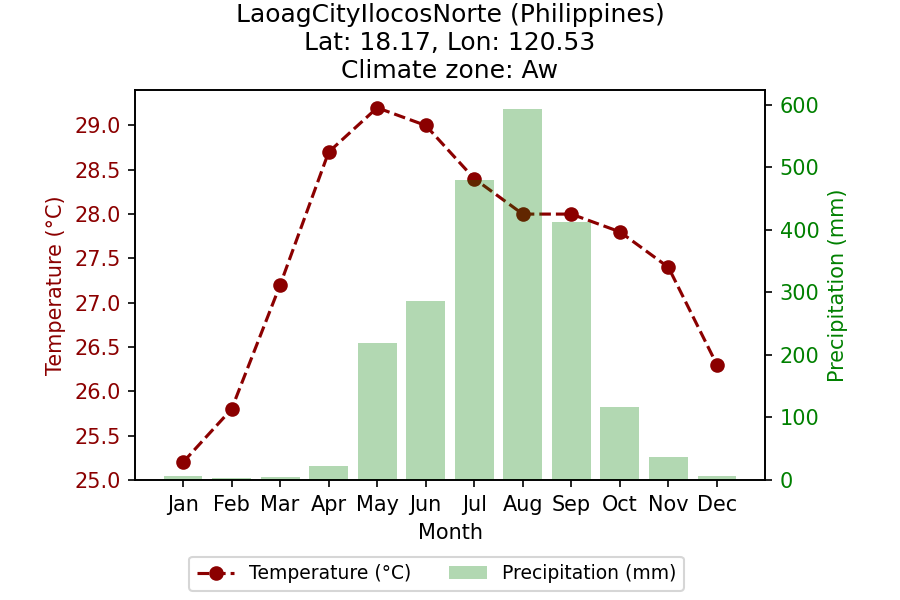 LaoagCityIlocosNorte (Philippines)
Lat: 18.17, Lon: 120.53
Climate zone: Aw
29.0
28.5
28.0
27.5
27.0
26.5
26.0
25.5
25.0
Temperature (°C)
600
500
400
300
200
100
0
Precipitation (mm)
Jan Feb Mar Apr May Jun Jul Aug Sep Oct Nov Dec
Month
Temperature (°C) Precipitation (mm)